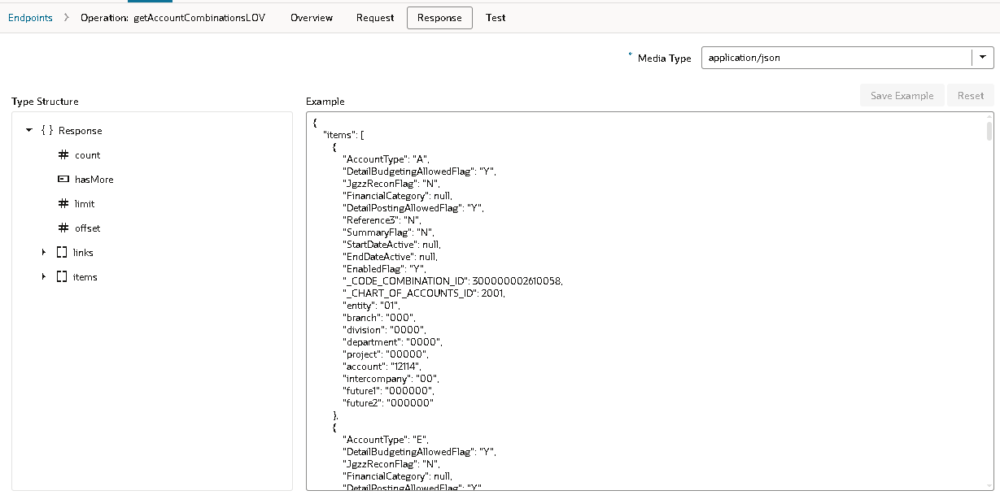 Endpoints > Operation: getAccountCombinationsLOV Overview Request Response Test
* Media Type application/json
Save Example Reset
Type Structure
{ } Response
# count
hasMore
# limit
# offset
[ ] links
[ ] items
Example
{
"items": [
{
"AccountType": "A",
"DetailBudgetingAllowedFlag": "Y",
"JgzzReconFlag": "N",
"FinancialCategory": null,
"DetailPostingAllowedFlag": "Y",
"Reference3": "N",
"SummaryFlag": "N",
"StartDateActive": null,
"EndDateActive": null,
"EnabledFlag": "Y",
"_CODE_COMBINATION_ID": 300000002610058,
"_CHART_OF_ACCOUNTS_ID": 2001,
"entity": "01",
"branch": "000",
"division": "0000",
"department": "0000",
"project": "00000",
"account": "12114",
"intercompany": "00",
"future1": "000000",
"future2": "000000"
},
{
"AccountType": "E",
"DetailBudgetingAllowedFlag": "Y",
"JgzzReconFlag": "N",
"FinancialCategory": null,
"DetailPostingAllowedFlag": "Y"